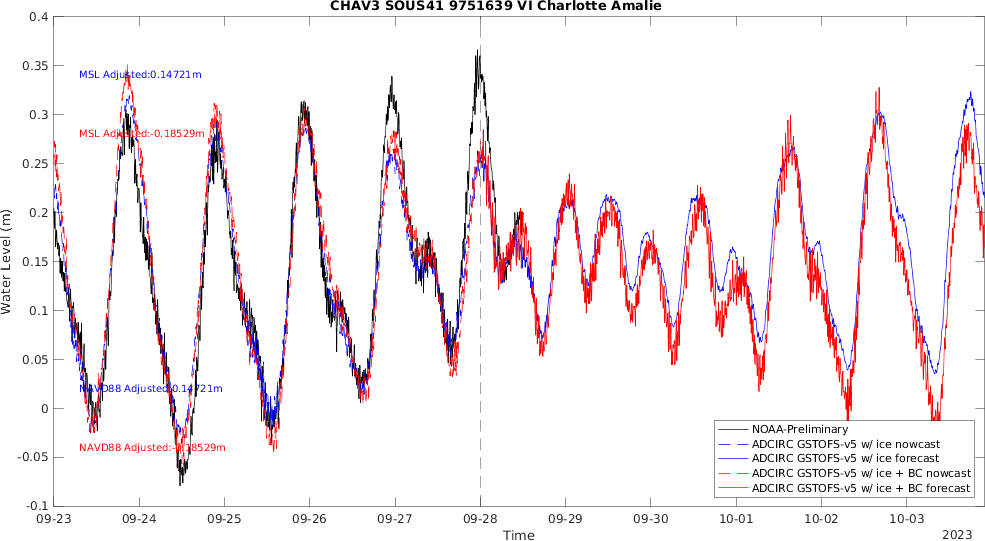 CHAV3 SOUS41 9751639 VI Charlotte Amalie
0.4
0.35
0.3
0.25
0.2
0.15
0.1
0.05
0
-0.05
-0.1
Water Level (m)
MSL Adjusted:0.14721m
MSL Adjusted:-0.18529m
NAVD88 Adjusted:0.14721m
NAVD88 Adjusted:-0.18529m
NOAA-Preliminary
ADCIRC GSTOFS-v5 w/ ice nowcast
ADCIRC GSTOFS-v5 w/ ice forecast
ADCIRC GSTOFS-v5 w/ ice + BC nowcast
ADCIRC GSTOFS-v5 w/ ice + BC forecast
09-23 09-24 09-25 09-26 09-27 09-28 09-29 09-30 10-01 10-02 10-03
Time
2023